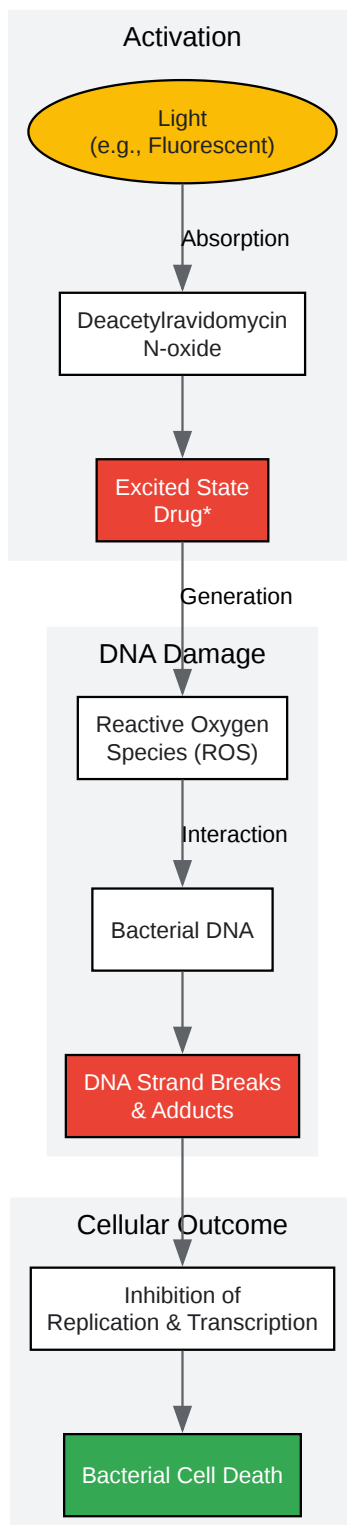 Activation
Light
(e.g., Fluorescent)
Absorption
Deacetylravidomycin
N-oxide
Excited State
Drug*
Generation
DNA Damage
Reactive Oxygen
Species (ROS)
Interaction
Bacterial DNA
DNA Strand Breaks
& Adducts
Cellular Outcome
Inhibition of
Replication & Transcription
Bacterial Cell Death